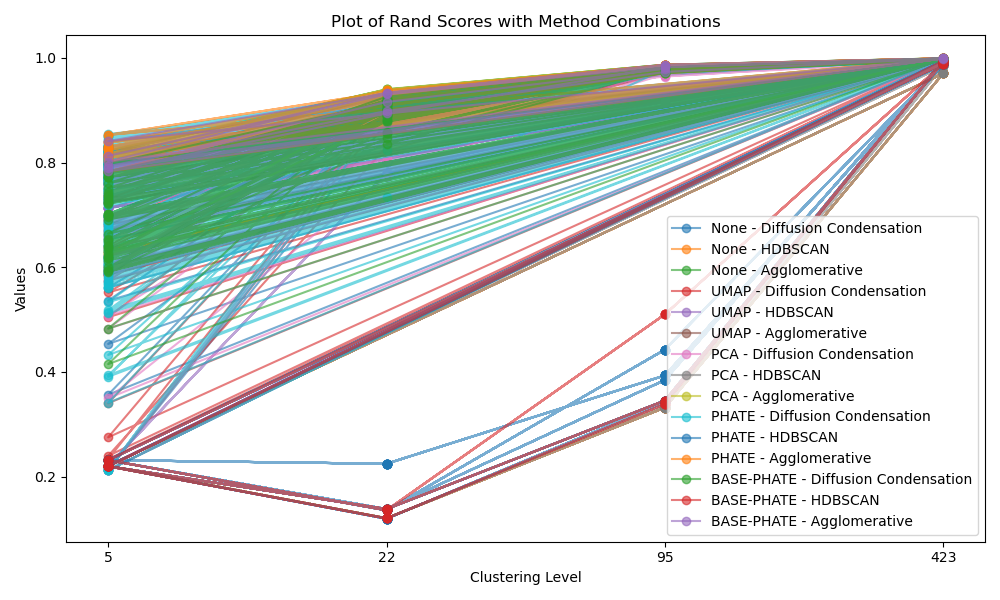 Plot of Rand Scores with Method Combinations
1.0
0.8
0.6
0.4
0.2
Values
None - Diffusion Condensation
None - HDBSCAN
None - Agglomerative
UMAP - Diffusion Condensation
UMAP - HDBSCAN
UMAP - Agglomerative
PCA - Diffusion Condensation
PCA - HDBSCAN
PCA - Agglomerative
PHATE - Diffusion Condensation
PHATE - HDBSCAN
PHATE - Agglomerative
BASE-PHATE - Diffusion Condensation
BASE-PHATE - HDBSCAN
BASE-PHATE - Agglomerative
5 22 95 423
Clustering Level